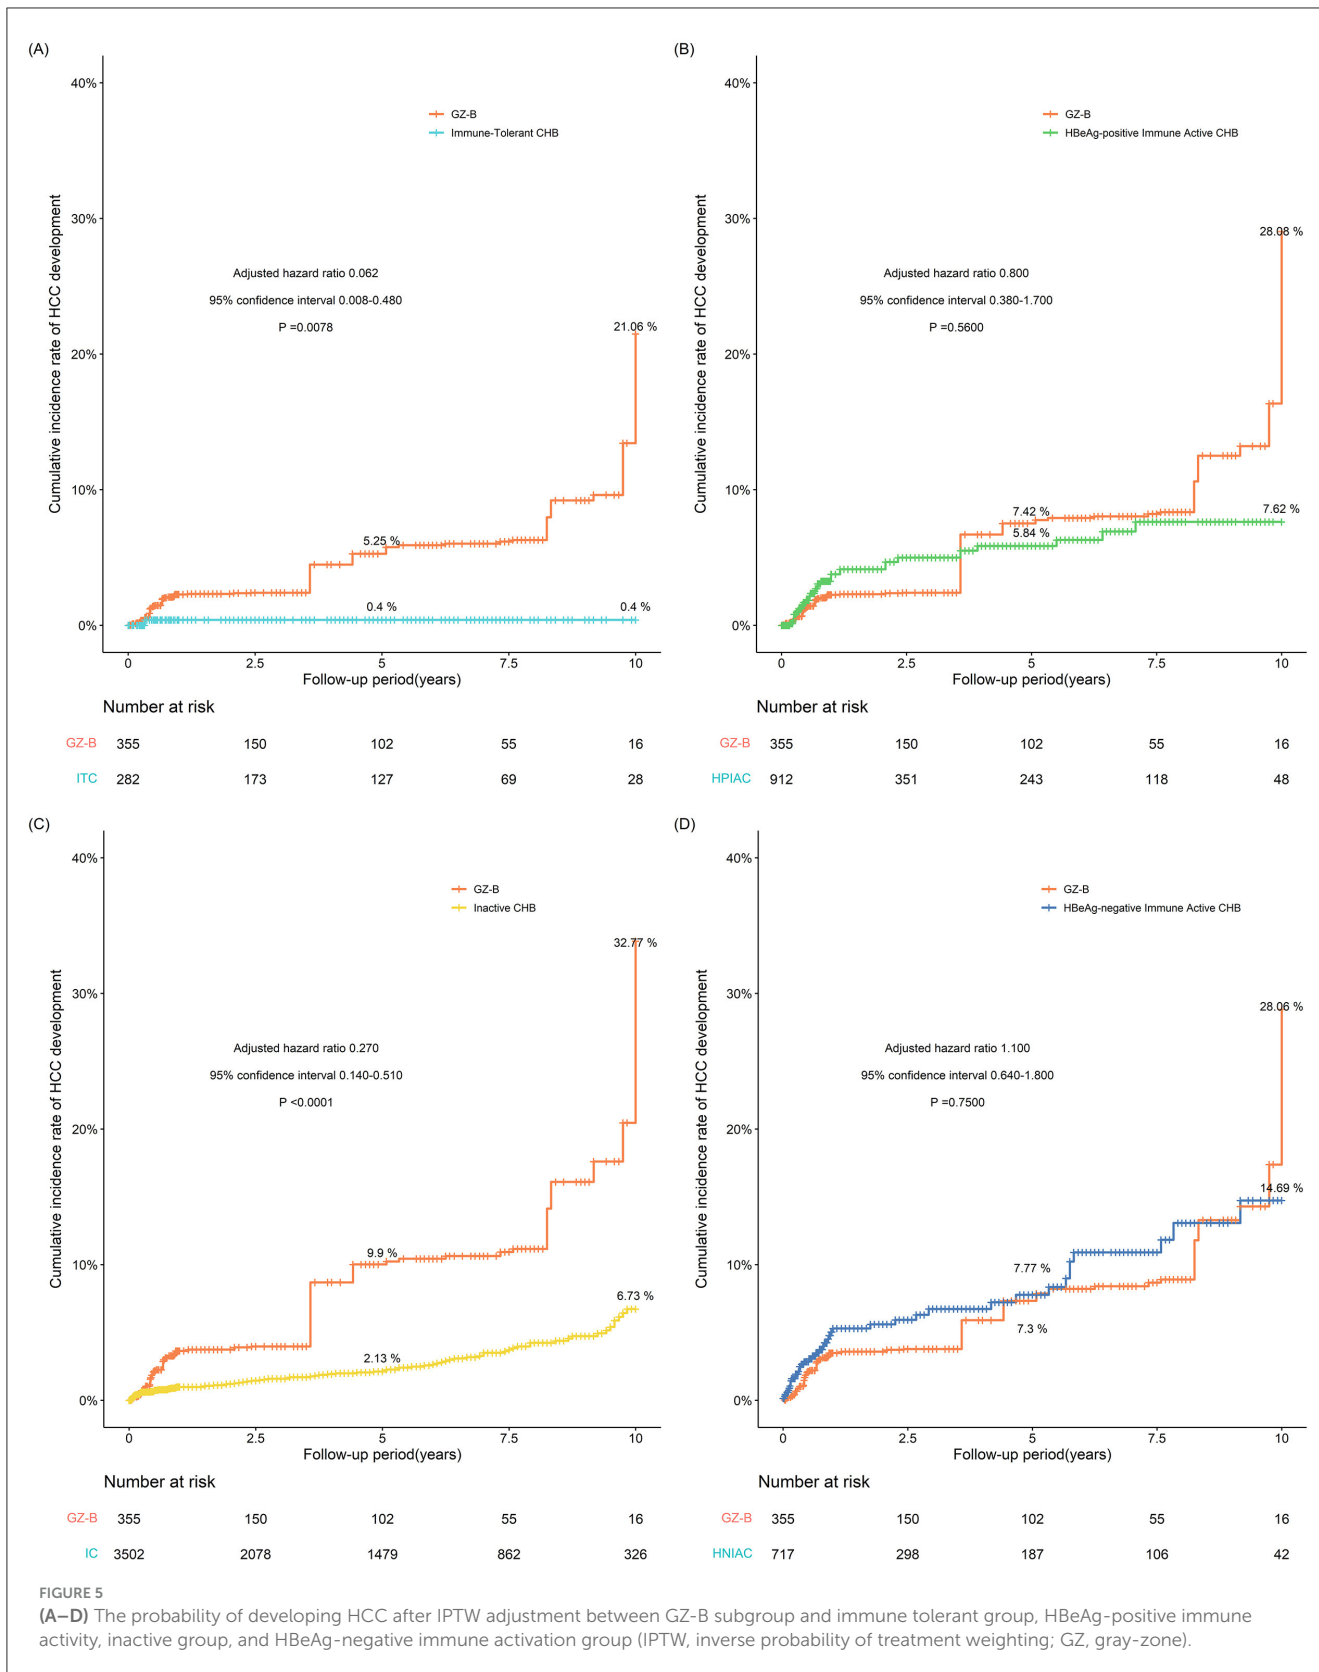 (A)
40%
30%
20%
10%
0%
Cumulative incidence rate of HCC development
GZ-B
Immune-Tolerant CHB
Adjusted hazard ratio 0.062
95% confidence interval 0.008-0.480
P =0.0078
21.06 %
5.25 %
0.4 %
0.4 %
0 2.5 5 7.5 10
Follow-up period(years)
Number at risk
GZ-B 355 150 102 55 16
ITC 282 173 127 69 28
(B)
40%
30%
20%
10%
0%
Cumulative incidence rate of HCC development
GZ-B
HBeAg-positive Immune Active CHB
Adjusted hazard ratio 0.800
95% confidence interval 0.380-1.700
P =0.5600
28.08 %
7.42 %
5.84 %
7.62 %
0 2.5 5 7.5 10
Follow-up period(years)
Number at risk
GZ-B 355 150 102 55 16
HPIAC 912 351 243 118 48
(C)
40%
30%
20%
10%
0%
Cumulative incidence rate of HCC development
GZ-B
Inactive CHB
Adjusted hazard ratio 0.270
95% confidence interval 0.140-0.510
P <0.0001
32.77 %
9.9 %
6.73 %
2.13 %
0 2.5 5 7.5 10
Follow-up period(years)
Number at risk
GZ-B 355 150 102 55 16
IC 3502 2078 1479 862 326
(D)
40%
30%
20%
10%
0%
Cumulative incidence rate of HCC development
GZ-B
HBeAg-negative Immune Active CHB
Adjusted hazard ratio 1.100
95% confidence interval 0.640-1.800
P =0.7500
28.06 %
14.69 %
7.77 %
7.3 %
0 2.5 5 7.5 10
Follow-up period(years)
Number at risk
GZ-B 355 150 102 55 16
HNIAC 717 298 187 106 42
FIGURE 5
(A–D) The probability of developing HCC after IPTW adjustment between GZ-B subgroup and immune tolerant group, HBeAg-positive immune
activity, inactive group, and HBeAg-negative immune activation group (IPTW, inverse probability of treatment weighting; GZ, gray-zone).